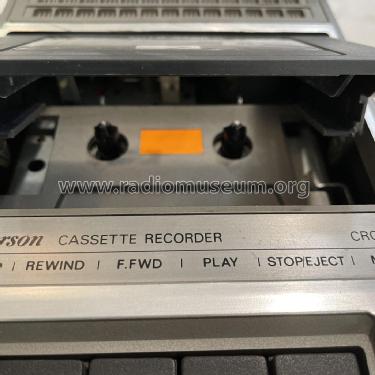 www.radiomuseum.org
CASSETTE RECORDER
REWIND | F.FWD | PLAY | STOP/EJECT |